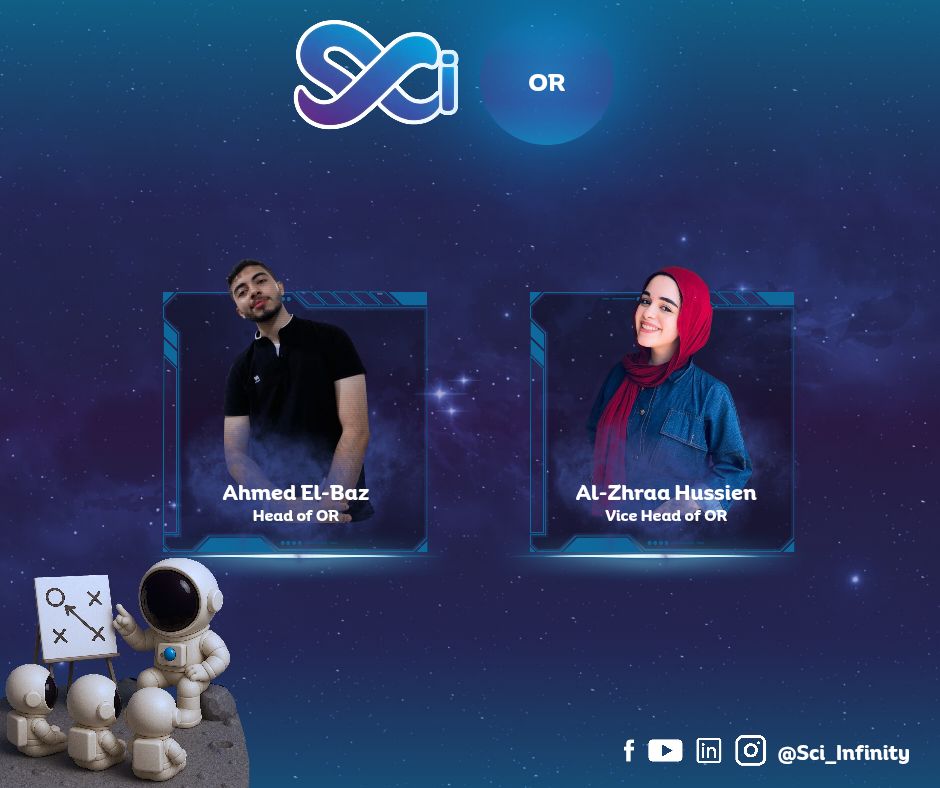 Sci
OR
Ahmed El-Baz
Head of OR
Al-Zhraa Hussien
Vice Head of OR
@Sci_Infinity